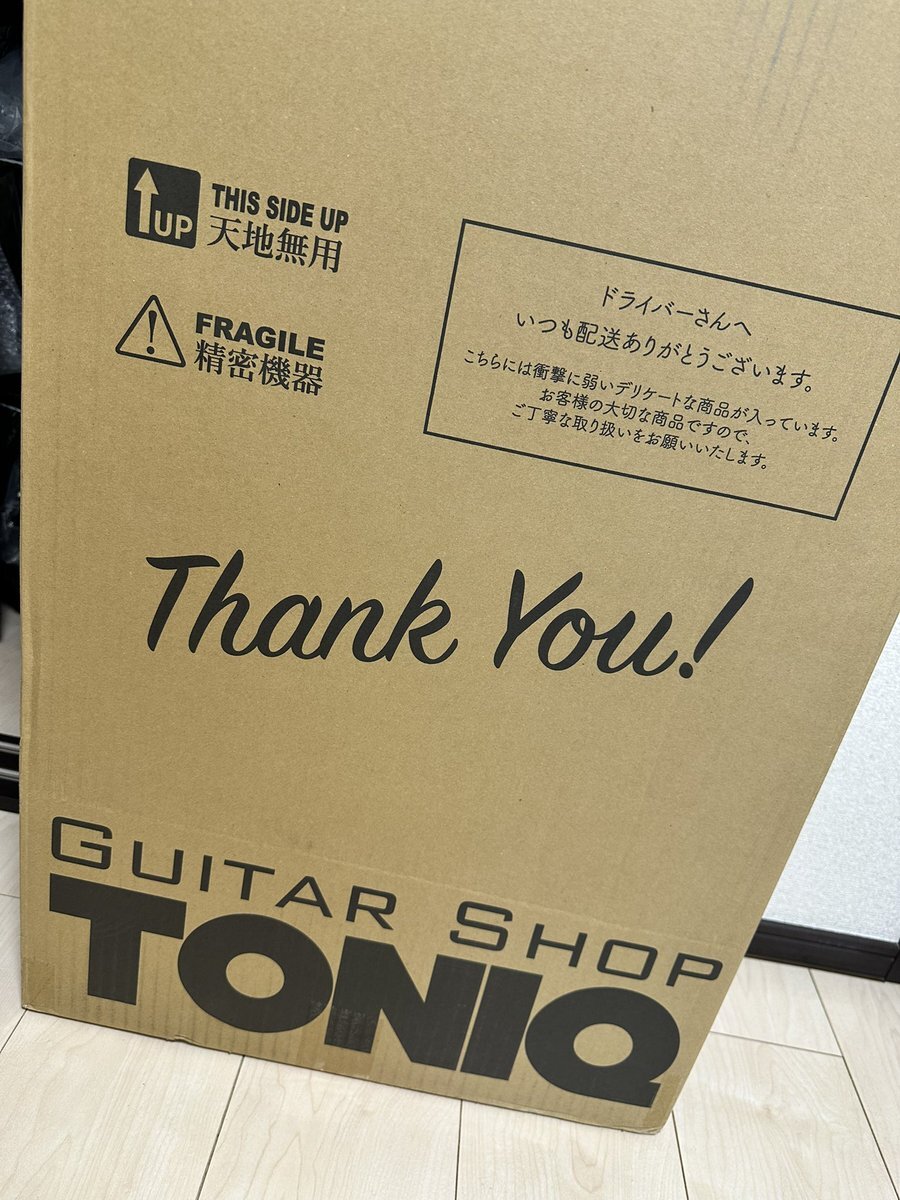 UP
THIS SIDE UP
天地無用
FRAGILE
精密機器
ドライバーさんへ
いつも配送ありがとうございます。
こちらには衝撃に弱いデリケートな商品が入っています。
お客様の大切な商品ですので、
ご丁寧な取り扱いをお願いいたします。
Thank You!
GUITAR SHOP
TONIQ